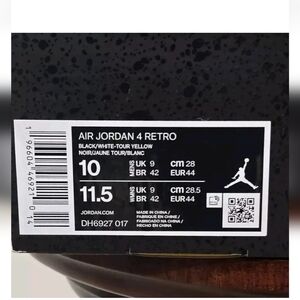 AIR JORDAN 4 RETRO
BLACK/WHITE-TOUR YELLOW
NOIR/JAUNE TOUR/BLANC
10 MENS UK 9 cm 28
BR 42 EUR 44
11.5 WMNS UK 9 cm 28.5
BR 42 EUR 44
JORDAN.COM
DH6927 017
MADE IN CHINA /
FABRIQUÉ EN CHINE /
FABRICADO NA CHINA /
HECHO EN CHINA